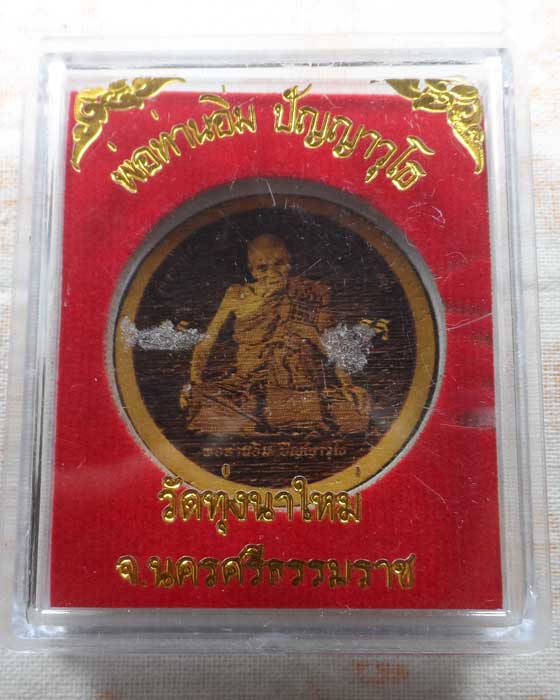 พ่อท่านอิ่ม ปัญญาวุโธ
พ่อท่านอิ่ม ปัญญาวุโธ
วัดทุ่งนาใหม่
จ.นครศรีธรรมราช